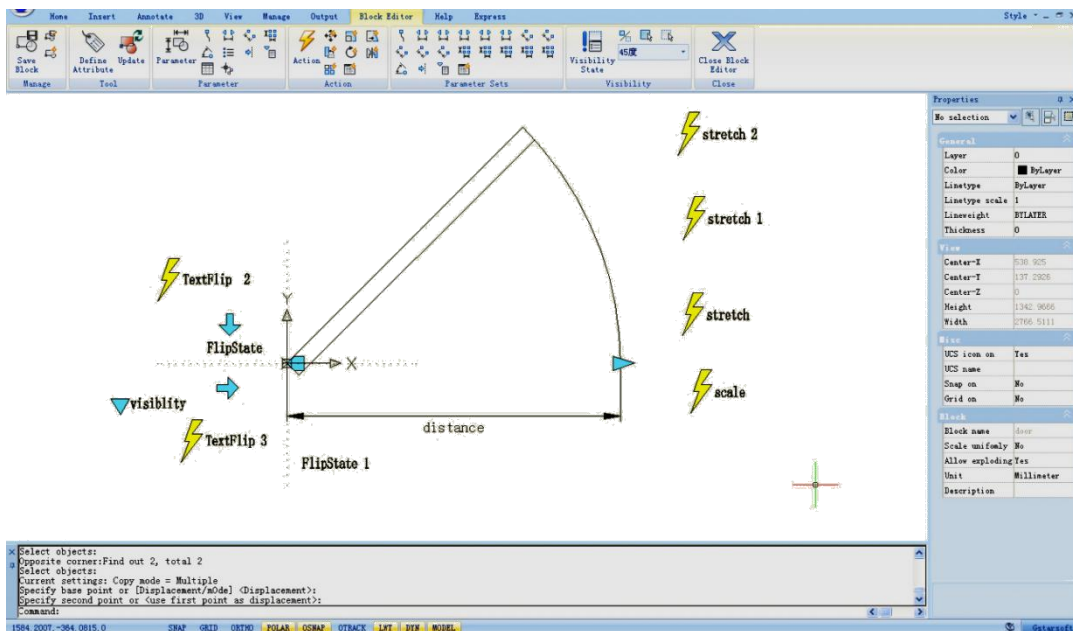 Home Insert Annotate 3D View Manage Output Block Editor Help Express Style
Save Block
Define Attribute
Update
Parameter
Action
Visibility State
45度
Close Block Editor
Manage Tool Parameter Action Parameter Sets Visibility Close
Properties
No selection
General
Layer 0
Color ByLayer
Linetype ByLayer
Linetype scale 1
Lineweight BYLAYER
Thickness 0
View
Center-X 538.925
Center-Y 137.2926
Center-Z 0
Height 1342.9666
Width 2766.5111
Misc
UCS icon on Yes
UCS name
Snap on No
Grid on No
Block
Block name door
Scale uniformly No
Allow exploding Yes
Unit Millimeter
Description
stretch 2
stretch 1
TextFlip 2
Y
stretch
FlipState
X
scale
visiblity
distance
TextFlip 3
FlipState 1
Select objects:
Opposite corner:Find out 2, total 2
Select objects:
Current settings: Copy mode = Multiple
Specify base point or [Displacement/mOde] <Displacement>:
Specify second point or <use first point as displacement>:
Command:
1584.2007,-364.0815,0 SNAP GRID ORTHO POLAR OSNAP OTRACK LWT DYN MODEL Gstarsoft